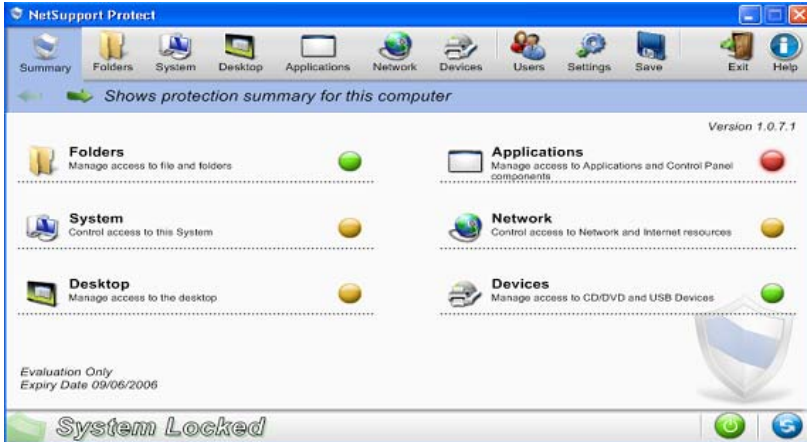 NetSupport Protect
Summary Folders System Desktop Applications Network Devices Users Settings Save Exit Help
Shows protection summary for this computer
Version 1.0.7.1
Folders
Manage access to file and folders
Applications
Manage access to Applications and Control Panel
components
System
Control access to this System
Network
Control access to Network and Internet resources
Desktop
Manage access to the desktop
Devices
Manage access to CD/DVD and USB Devices
Evaluation Only
Expiry Date 09/06/2006
System Locked